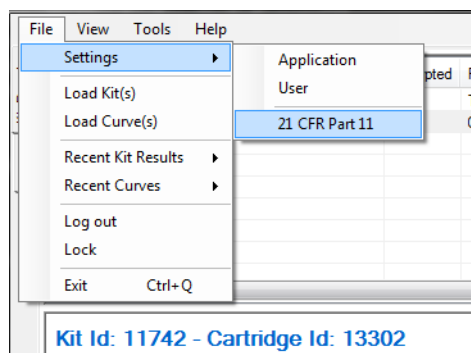 File View Tools Help
Settings
Application
User
21 CFR Part 11
Load Kit(s)
Load Curve(s)
Recent Kit Results
Recent Curves
Log out
Lock
Exit Ctrl+Q
Kit Id: 11742 - Cartridge Id: 13302